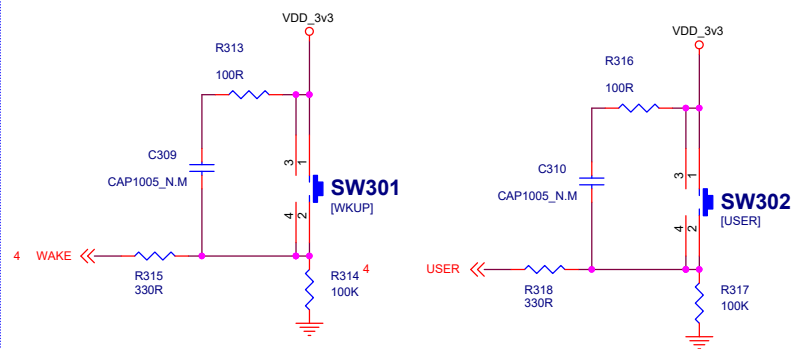 VDD_3v3
R313
100R
C309
CAP1005_N.M
3
1
4
2
SW301
[WKUP]
4 WAKE
R315
330R
R314
100K
4
VDD_3v3
R316
100R
C310
CAP1005_N.M
3
1
4
2
SW302
[USER]
USER
R318
330R
R317
100K